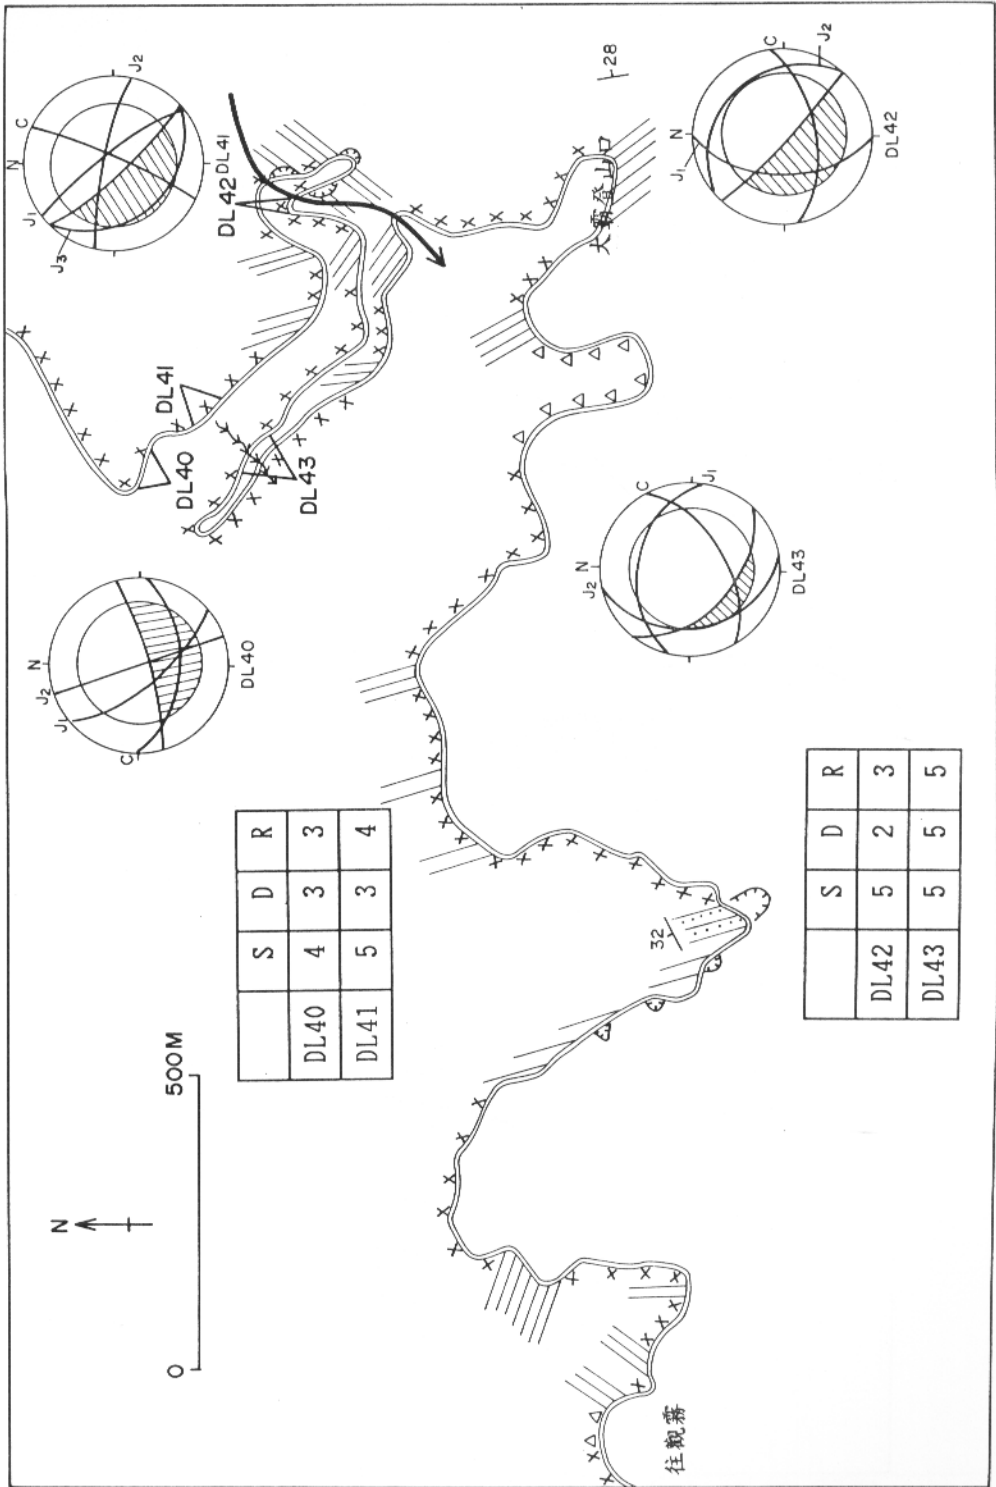 N
0 500M
S D R
DL40 4 3 3
DL41 5 3 4
S D R
DL42 5 2 3
DL43 5 5 5
C
J1
J2
N
DL40
J3
J1
N
C
J2
DL41
J2
N
C
J1
DL43
J1
N
C
J2
DL42
DL40
DL41
DL42
DL43
32
28
大霸登山口
往觀霧